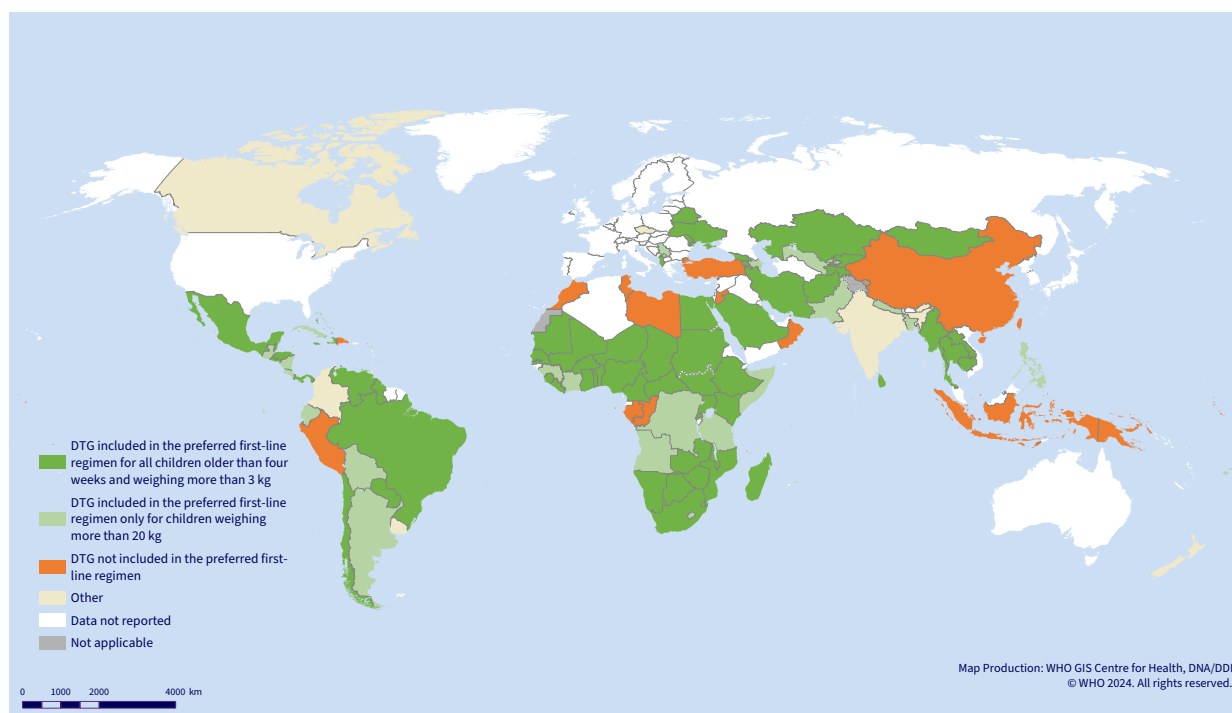 DTG included in the preferred first-line
regimen for all children older than four
weeks and weighing more than 3 kg
DTG included in the preferred first-line
regimen only for children weighing
more than 20 kg
DTG not included in the preferred first-
line regimen
Other
Data not reported
Not applicable
0 1000 2000 4000 km
Map Production: WHO GIS Centre for Health, DNA/DDI
© WHO 2024. All rights reserved.